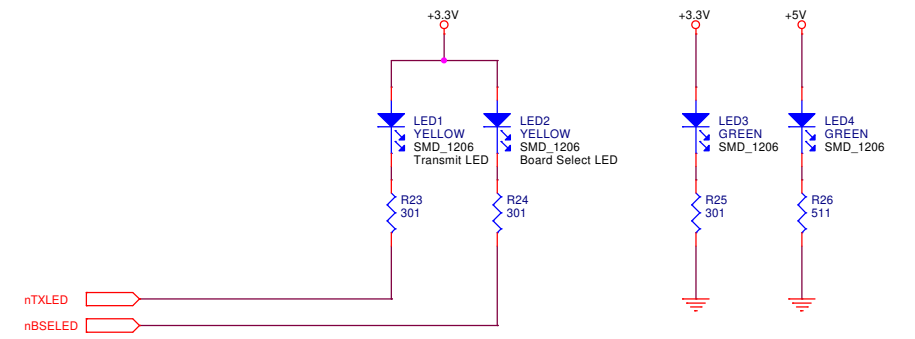 +3.3V
+3.3V
+5V
LED1
YELLOW
SMD_1206
Transmit LED
LED2
YELLOW
SMD_1206
Board Select LED
LED3
GREEN
SMD_1206
LED4
GREEN
SMD_1206
R23
301
R24
301
R25
301
R26
511
nTXLED
nBSELED